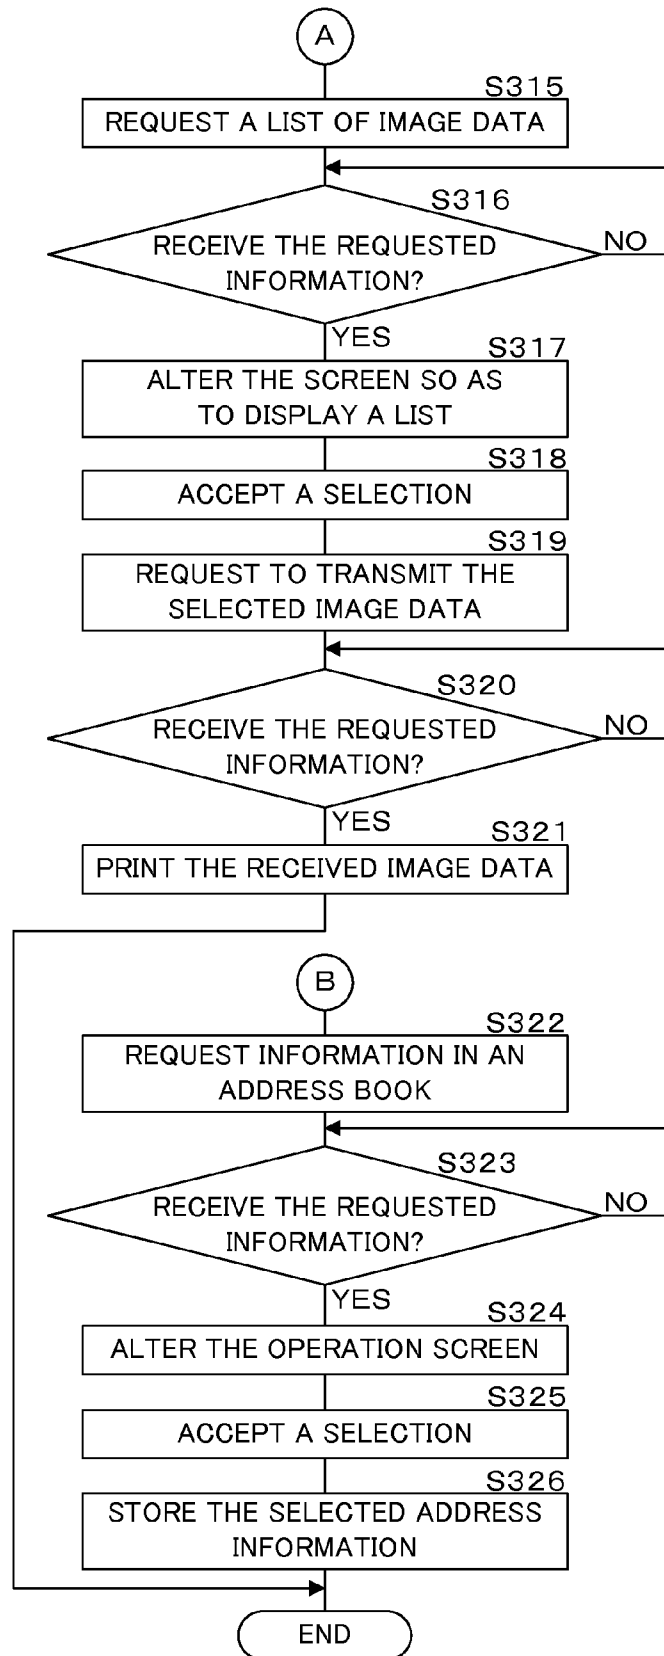 A
S315
REQUEST A LIST OF IMAGE DATA
S316
RECEIVE THE REQUESTED
INFORMATION?
NO
YES
S317
ALTER THE SCREEN SO AS
TO DISPLAY A LIST
S318
ACCEPT A SELECTION
S319
REQUEST TO TRANSMIT THE
SELECTED IMAGE DATA
S320
RECEIVE THE REQUESTED
INFORMATION?
NO
YES
S321
PRINT THE RECEIVED IMAGE DATA
B
S322
REQUEST INFORMATION IN AN
ADDRESS BOOK
S323
RECEIVE THE REQUESTED
INFORMATION?
NO
YES
S324
ALTER THE OPERATION SCREEN
S325
ACCEPT A SELECTION
S326
STORE THE SELECTED ADDRESS
INFORMATION
END